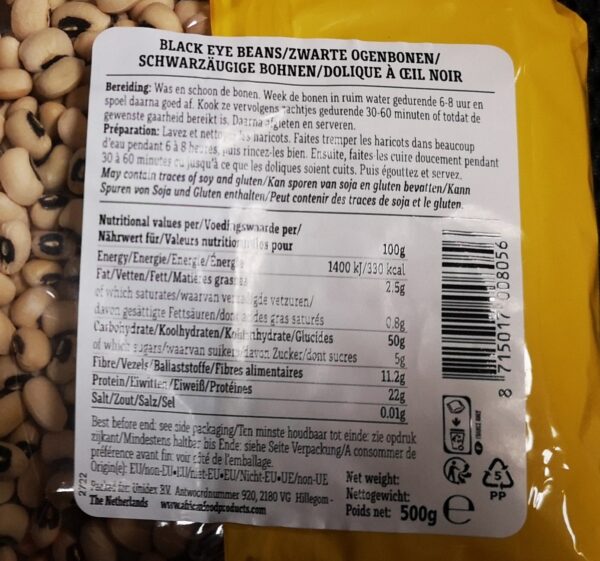 BLACK EYE BEANS/ZWARTE OGENBONEN/
SCHWARZÄUGIGE BOHNEN/DOLIQUE À ŒIL NOIR
Bereiding: Was en schoon de bonen. Week de bonen in ruim water gedurende 6-8 uur en
spoel daarna goed af. Kook ze vervolgens zachtjes gedurende 30-60 minuten of totdat de
gewenste gaarheid bereikt is. Daarna afgieten en serveren.
Préparation: Lavez et nettoyez les haricots. Faites tremper les haricots dans beaucoup
d'eau pendant 6 à 8 heures, puis rincez-les bien. Ensuite, faites les cuire doucement pendant
30 à 60 minutes ou jusqu'à ce que les doliques soient cuits. Puis égouttez et servez.
May contain traces of soy and gluten/Kan sporen van soja en gluten bevatten/Kann
Spuren von Soja und Gluten enthalten/Peut contenir des traces de soja et le gluten.
Nutritional values per/Voedingswaarde per/
Nährwert für/Valeurs pour 100g
Energy/Energie/Energie/Énergie 1400 kJ/330 kcal
Fat/Vetten/Fett/Matières grasses 2.5g
of which saturates/waarvan verzadigde vetzuren/
davon gesättigte Fettsäuren/dont acides gras saturés 0.8g
Carbohydrate/Koolhydraten/Kohlenhydrate/Glucides 50g
of which sugars/waarvan suikers/davon Zucker/dont sucres 5g
Fibre/Vezels/Ballaststoffe/Fibres alimentaires 11.2g
Protein/Eiwitten/Eiweiß/Protéines 22g
Salt/Zout/Salz/Sel 0.01g
Best before end: see side packaging/Ten minste houdbaar tot einde: zie opdruk
zijkant/Mindestens haltbar bis Ende: siehe Seite Verpackung/A consommer de
préférence avant fin: voir côté de l'emballage.
Origin(e): EU/non-EU•EU/niet-EU•EU/Nicht-EU•UE/non-UE
Packed for: Unidex B.V. Antwoordnummer 920, 2180 VG Hillegom -
The Netherlands www.africanfoodproducts.com
Net weight:
Nettogewicht:
Poids net: 500g e
2722
8 715017 008056
5
PP